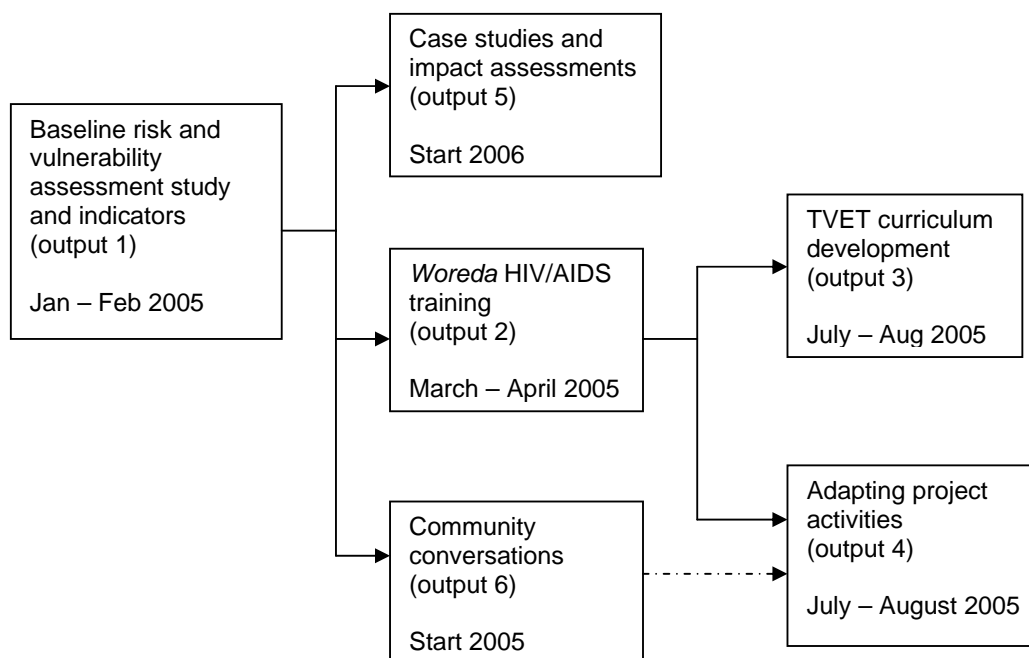 Baseline risk and
vulnerability
assessment study
and indicators
(output 1)
Jan – Feb 2005
Case studies and
impact assessments
(output 5)
Start 2006
Woreda HIV/AIDS
training
(output 2)
March – April 2005
Community
conversations
(output 6)
Start 2005
TVET curriculum
development
(output 3)
July – Aug 2005
Adapting project
activities
(output 4)
July – August 2005